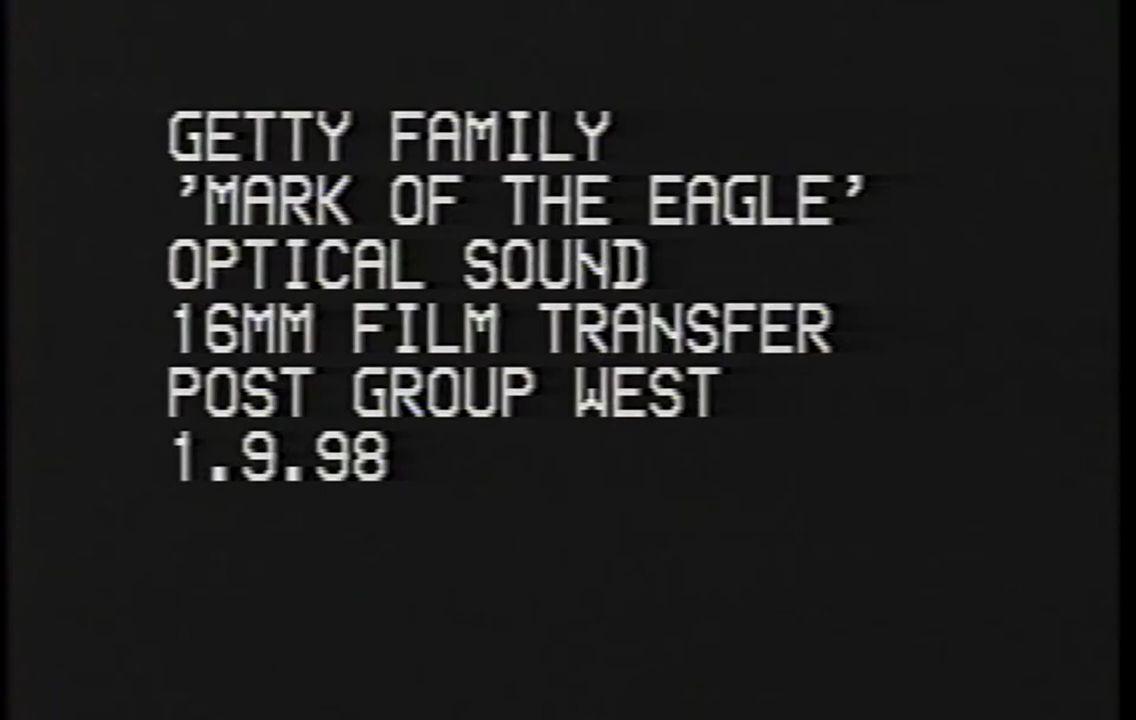 GETTY FAMILY
'MARK OF THE EAGLE'
OPTICAL SOUND
16MM FILM TRANSFER
POST GROUP WEST
1.9.98